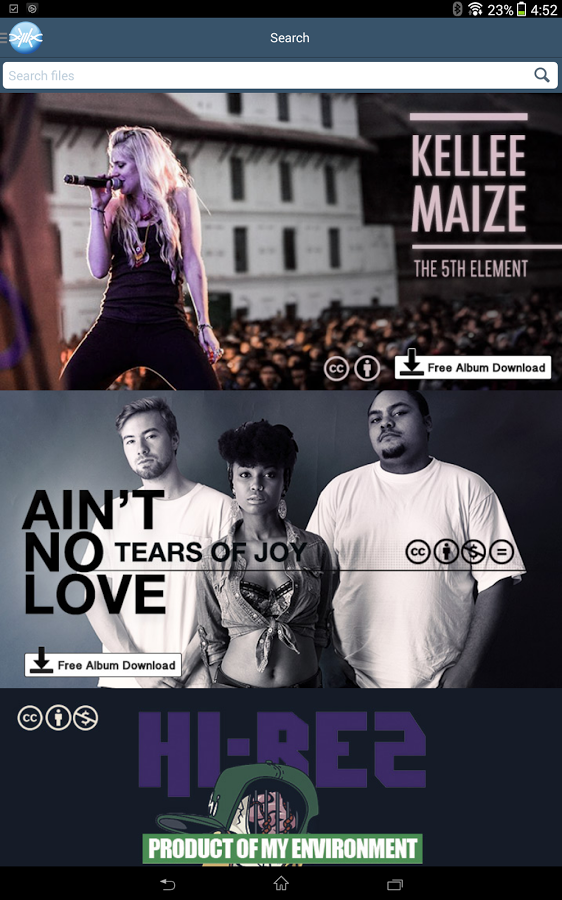 23% 4:52
Search
Search files
KELLEE
MAIZE
THE 5TH ELEMENT
cc
Free Album Download
AIN'T
NO
LOVE
TEARS OF JOY
cc $ =
Free Album Download
cc $
HI-REZ
PRODUCT OF MY ENVIRONMENT